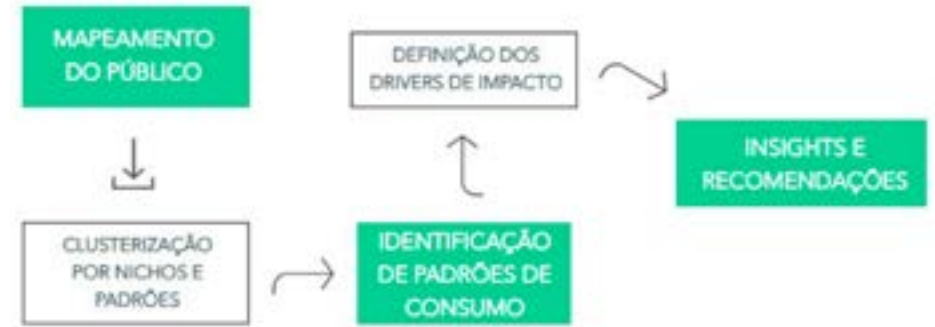 MAPEAMENTO
DO PÚBLICO
CLUSTERIZAÇÃO
POR NICHOS E
PADRÕES
IDENTIFICAÇÃO
DE PADRÕES DE
CONSUMO
DEFINIÇÃO DOS
DRIVERS DE IMPACTO
INSIGHTS E
RECOMENDAÇÕES